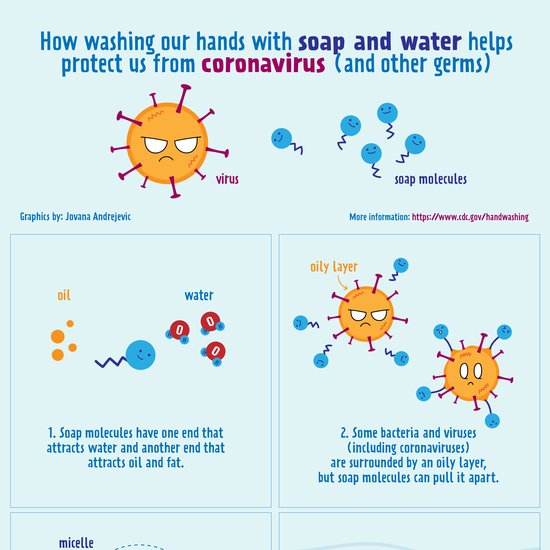 How washing our hands with soap and water helps
protect us from coronavirus (and other germs)
virus
soap molecules
Graphics by: Jovana Andrejevic
More information: https://www.cdc.gov/handwashing
oil
water
O
O
O
1. Soap molecules have one end that
attracts water and another end that
attracts oil and fat.
oily layer
2. Some bacteria and viruses
(including coronaviruses)
are surrounded by an oily layer,
but soap molecules can pull it apart.
micelle